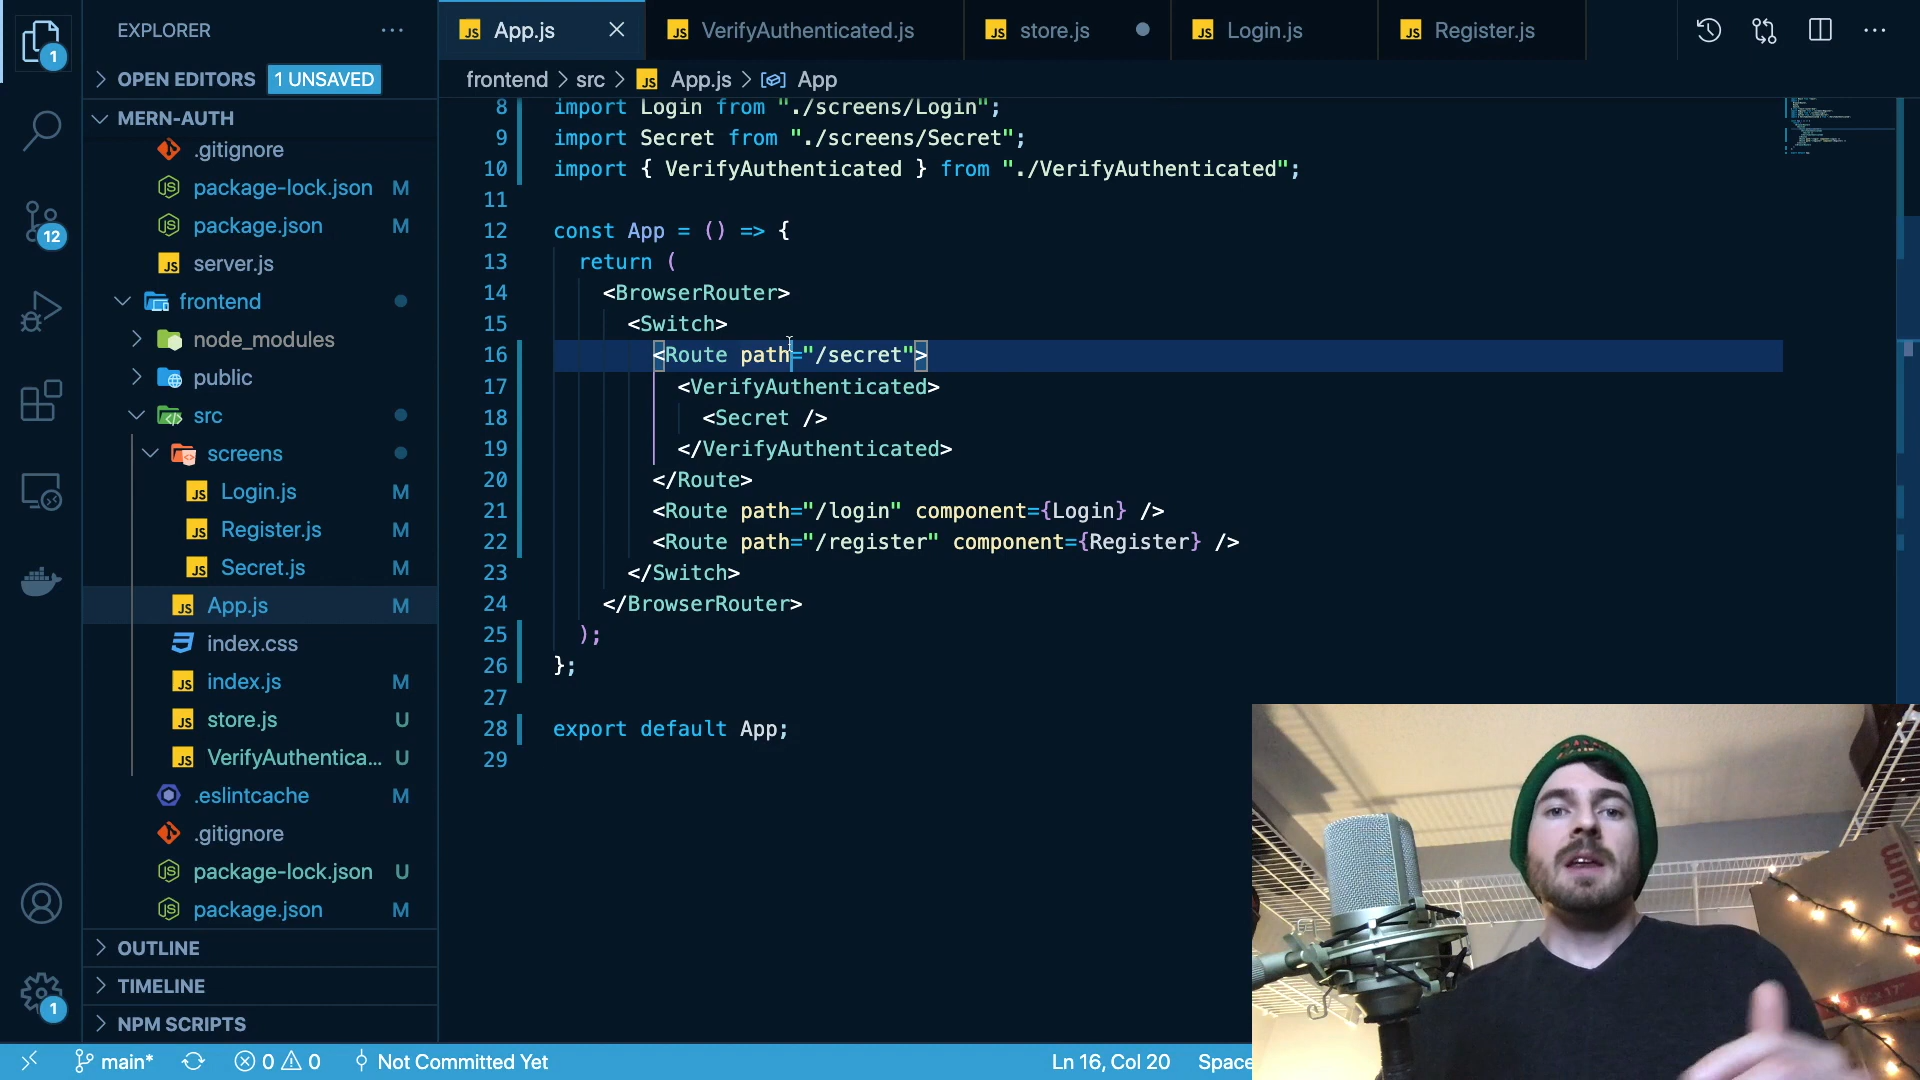 EXPLORER
OPEN EDITORS 1 UNSAVED
MERN-AUTH
.gitignore
package-lock.json M
package.json M
server.js
frontend
node_modules
public
src
screens
Login.js M
Register.js M
Secret.js M
App.js M
index.css
index.js M
store.js U
VerifyAuthentica... U
.eslintcache M
.gitignore
package-lock.json U
package.json M
OUTLINE
TIMELINE
NPM SCRIPTS
1
12
1
App.js
VerifyAuthenticated.js
store.js
Login.js
Register.js
frontend > src > App.js > App
8 import Login from "./screens/Login";
9 import Secret from "./screens/Secret";
10 import { VerifyAuthenticated } from "./VerifyAuthenticated";
11
12 const App = () => {
13 return (
14 <BrowserRouter>
15 <Switch>
16 <Route path="/secret">
17 <VerifyAuthenticated>
18 <Secret />
19 </VerifyAuthenticated>
20 </Route>
21 <Route path="/login" component={Login} />
22 <Route path="/register" component={Register} />
23 </Switch>
24 </BrowserRouter>
25 );
26 };
27
28 export default App;
29
main* 0 0 Not Committed Yet
Ln 16, Col 20 Space